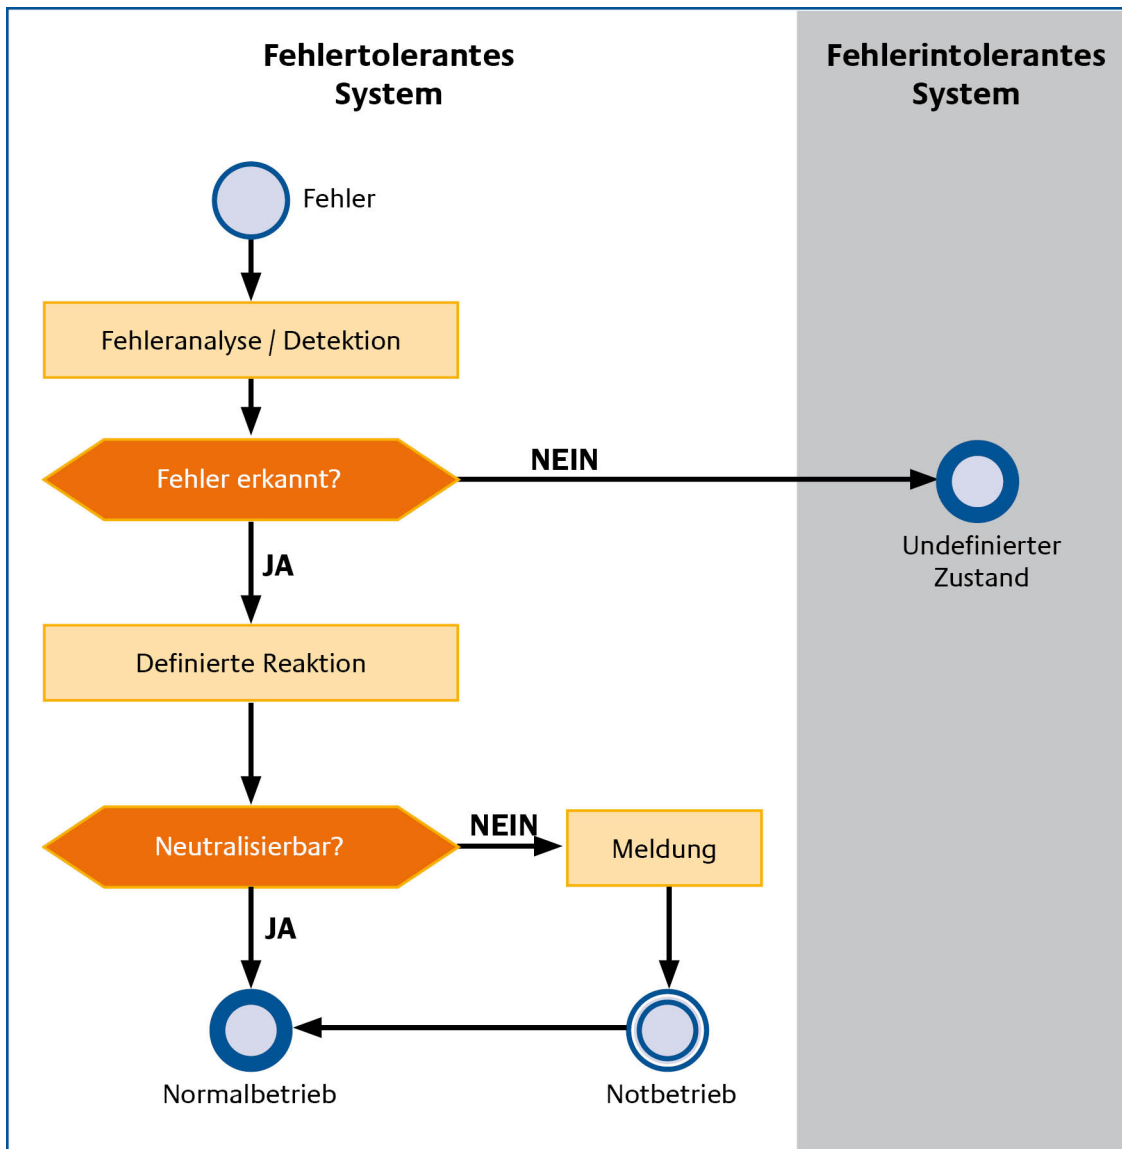 Fehlertolerantes
System
Fehlerintolerantes
System
Fehler
Fehleranalyse / Detektion
Fehler erkannt?
NEIN
Undefinierter
Zustand
JA
Definierte Reaktion
Neutralisierbar?
NEIN
Meldung
JA
Normalbetrieb
Notbetrieb